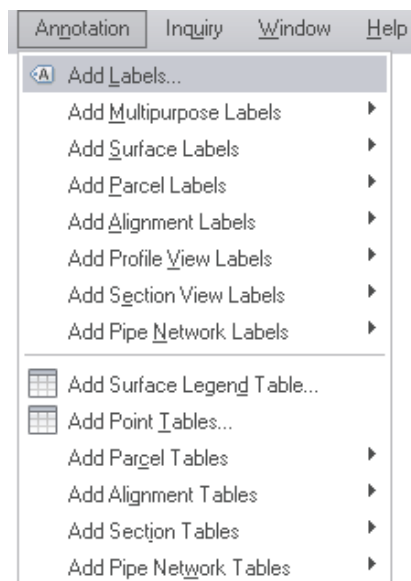 Annotation Inquiry Window Help
A Add Labels...
Add Multipurpose Labels
Add Surface Labels
Add Parcel Labels
Add Alignment Labels
Add Profile View Labels
Add Section View Labels
Add Pipe Network Labels
Add Surface Legend Table...
Add Point Tables...
Add Parcel Tables
Add Alignment Tables
Add Section Tables
Add Pipe Network Tables